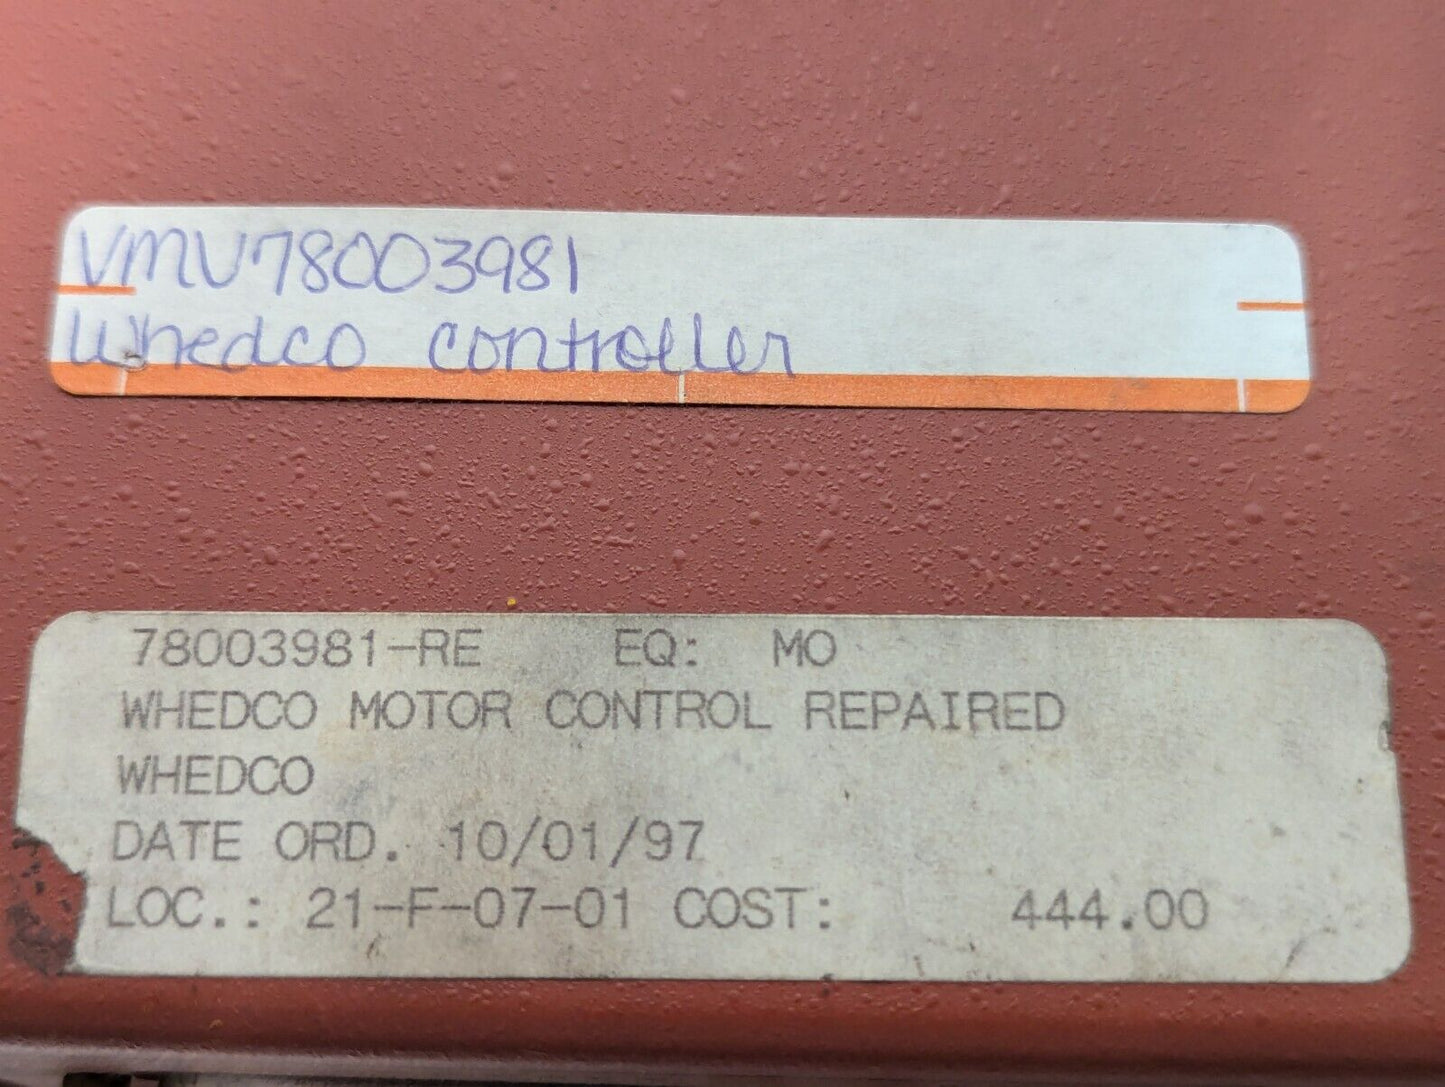 VMV78003981
Whedco controller
78003981-RE EQ: MO
WHEDCO MOTOR CONTROL REPAIRED
WHEDCO
DATE ORD. 10/01/97
LOC.: 21-F-07-01 COST: 444.00